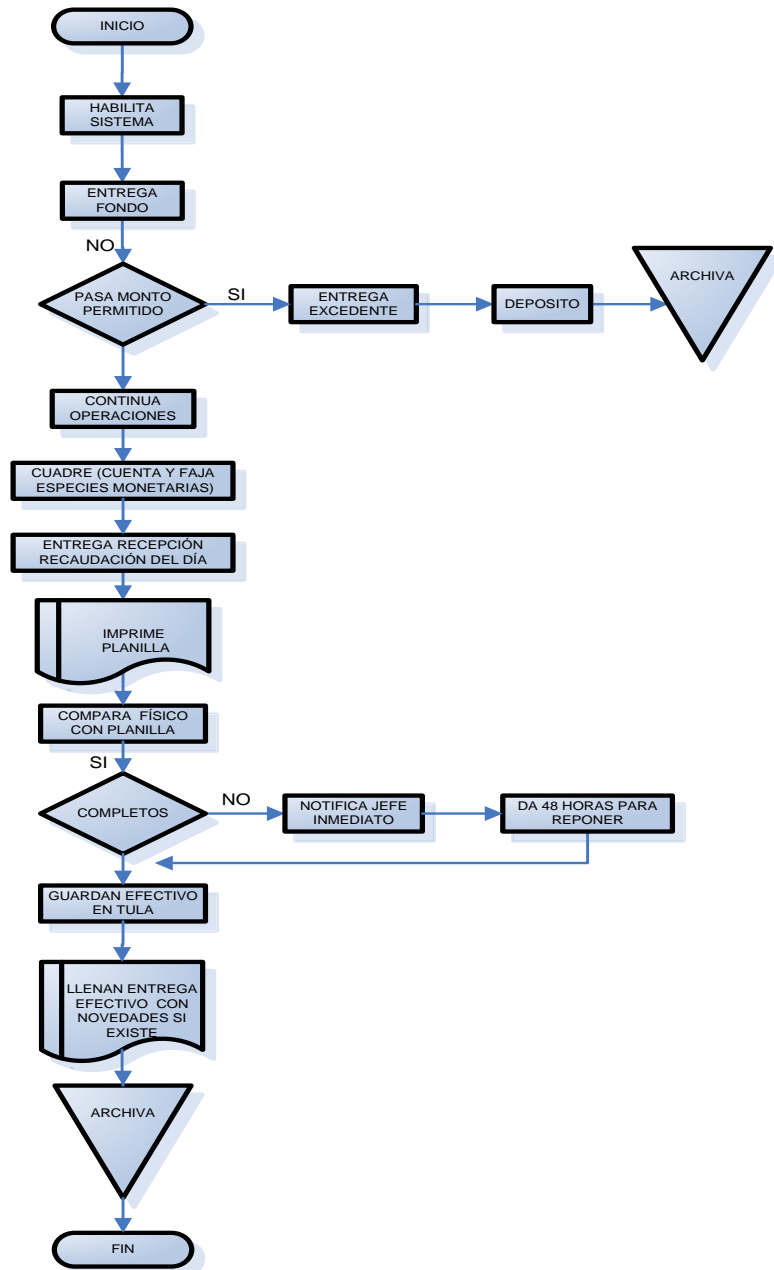 INICIO
HABILITA
SISTEMA
ENTREGA
FONDO
NO
PASA MONTO
PERMITIDO
SI
ENTREGA
EXCEDENTE
DEPOSITO
ARCHIVA
CONTINUA
OPERACIONES
CUADRE (CUENTA Y FAJA
ESPECIES MONETARIAS)
ENTREGA RECEPCIÓN
RECAUDACIÓN DEL DÍA
IMPRIME
PLANILLA
COMPARA FÍSICO
CON PLANILLA
SI
COMPLETOS
NO
NOTIFICA JEFE
INMEDIATO
DA 48 HORAS PARA
REPONER
GUARDAN EFECTIVO
EN TULA
LLENAN ENTREGA
EFECTIVO CON
NOVEDADES SI
EXISTE
ARCHIVA
FIN